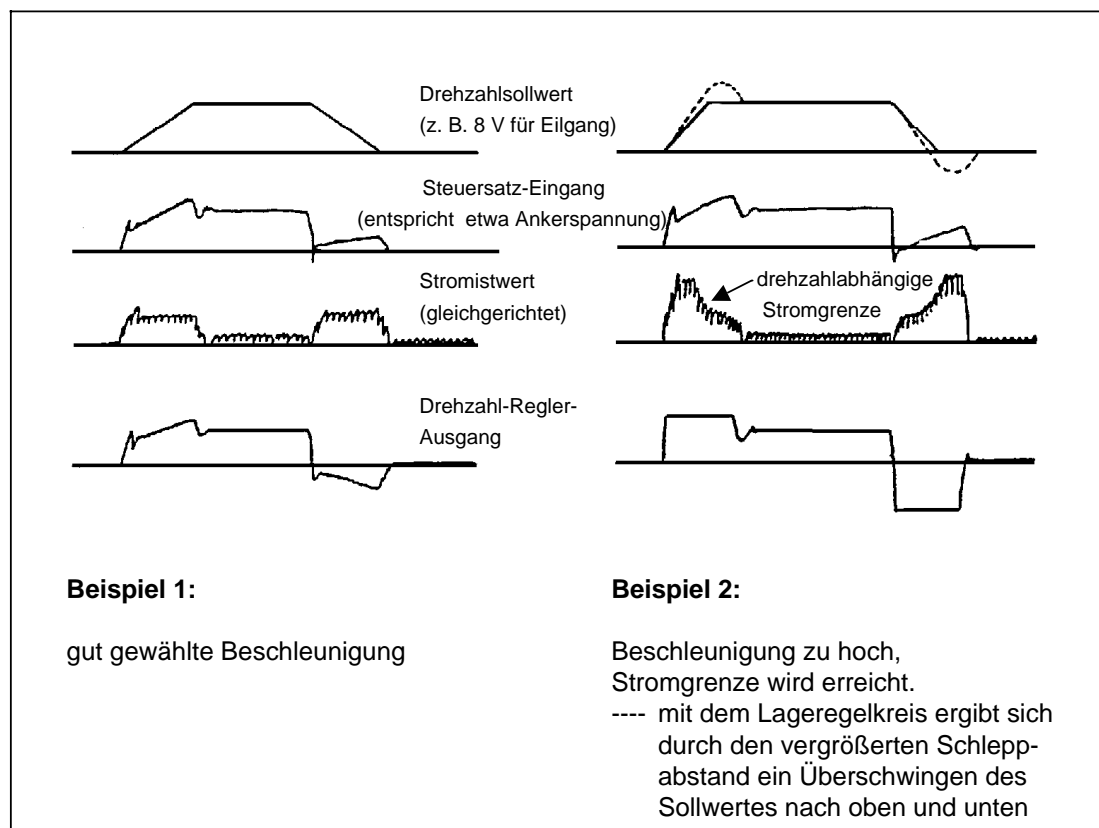 Drehzahlsollwert
(z. B. 8 V für Eilgang)
Steuersatz-Eingang
(entspricht etwa Ankerspannung)
Stromistwert
(gleichgerichtet)
drehzahlabhängige
Stromgrenze
Drehzahl-Regler-
Ausgang
Beispiel 1:
gut gewählte Beschleunigung
Beispiel 2:
Beschleunigung zu hoch,
Stromgrenze wird erreicht.
---- mit dem Lageregelkreis ergibt sich
durch den vergrößerten Schlepp-
abstand ein Überschwingen des
Sollwertes nach oben und unten